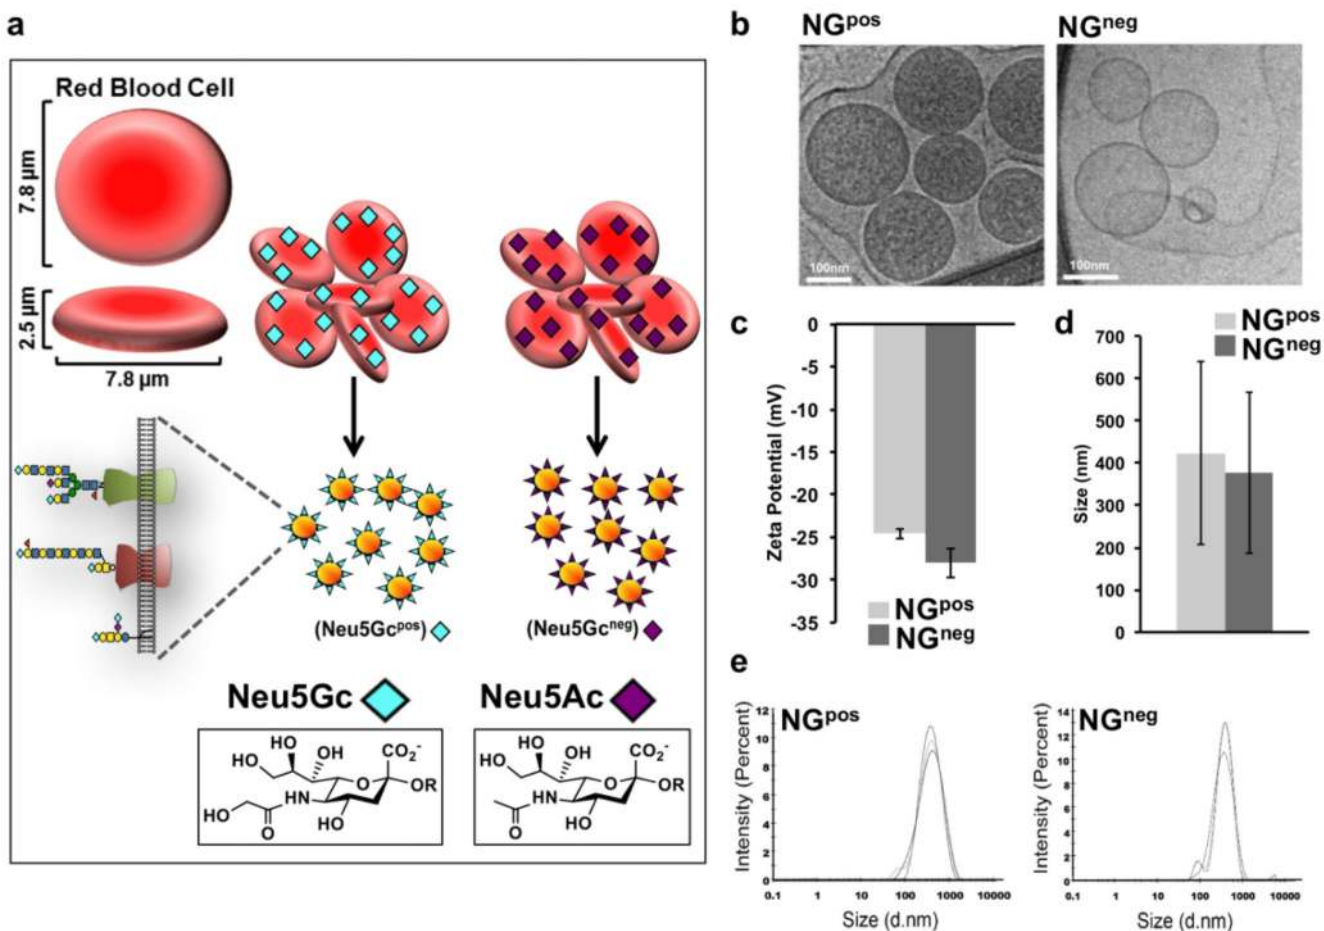 a
Red Blood Cell
7.8 µm
2.5 µm
7.8 µm
(Neu5Gcpos)
(Neu5Gcneg)
Neu5Gc
Neu5Ac
HO
HO
OH
CO2-
HO
O
OR
HN
HO
O
HO
HO
HO
OH
CO2-
HO
O
OR
HN
O
HO
b
NGpos
NGneg
100nm
100nm
c
Zeta Potential (mV)
0
-5
-10
-15
-20
-25
-30
-35
NGpos
NGneg
d
NGpos
NGneg
Size (nm)
700
600
500
400
300
200
100
0
e
NGpos
Intensity (Percent)
12
10
8
6
4
2
0
0.1 1 10 100 1000 10000
Size (d.nm)
NGneg
Intensity (Percent)
14
12
10
8
6
4
2
0
0.1 1 10 100 1000 10000
Size (d.nm)